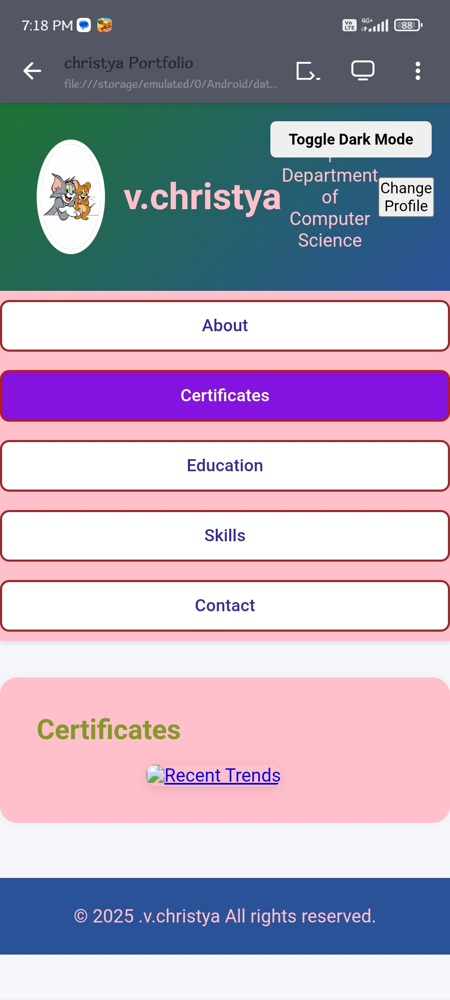 7:18 PM
2025
Vo
LTE
4G+
88
christya Portfolio
file:///storage/emulated/0/Android/dat...
Toggle Dark Mode
v.christya
Department
of
Computer
Science
Change
Profile
About
Certificates
Education
Skills
Contact
Certificates
Recent Trends
© 2025 .v.christya All rights reserved.